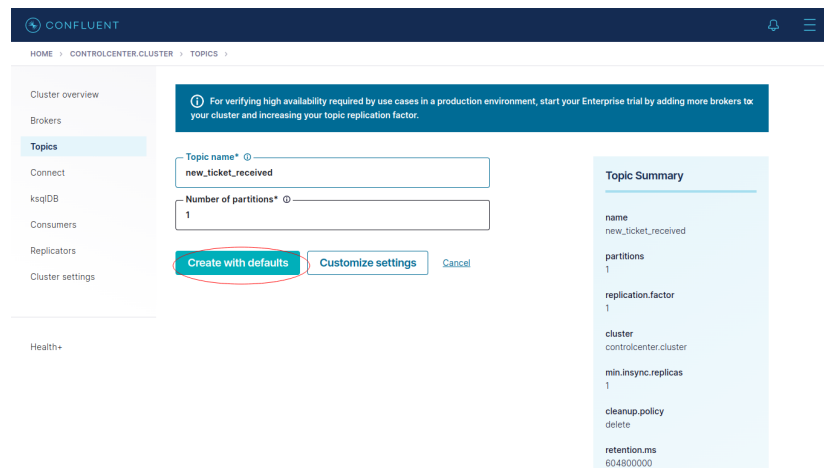 CONFLUENT
HOME > CONTROLCENTER.CLUSTER > TOPICS >
Cluster overview
Brokers
Topics
Connect
ksqlDB
Consumers
Replicators
Cluster settings
Health+
For verifying high availability required by use cases in a production environment, start your Enterprise trial by adding more brokers to
your cluster and increasing your topic replication factor.
Topic name*
new_ticket_received
Number of partitions*
1
Create with defaults
Customize settings
Cancel
Topic Summary
name
new_ticket_received
partitions
1
replication.factor
1
cluster
controlcenter.cluster
min.insync.replicas
1
cleanup.policy
delete
retention.ms
604800000